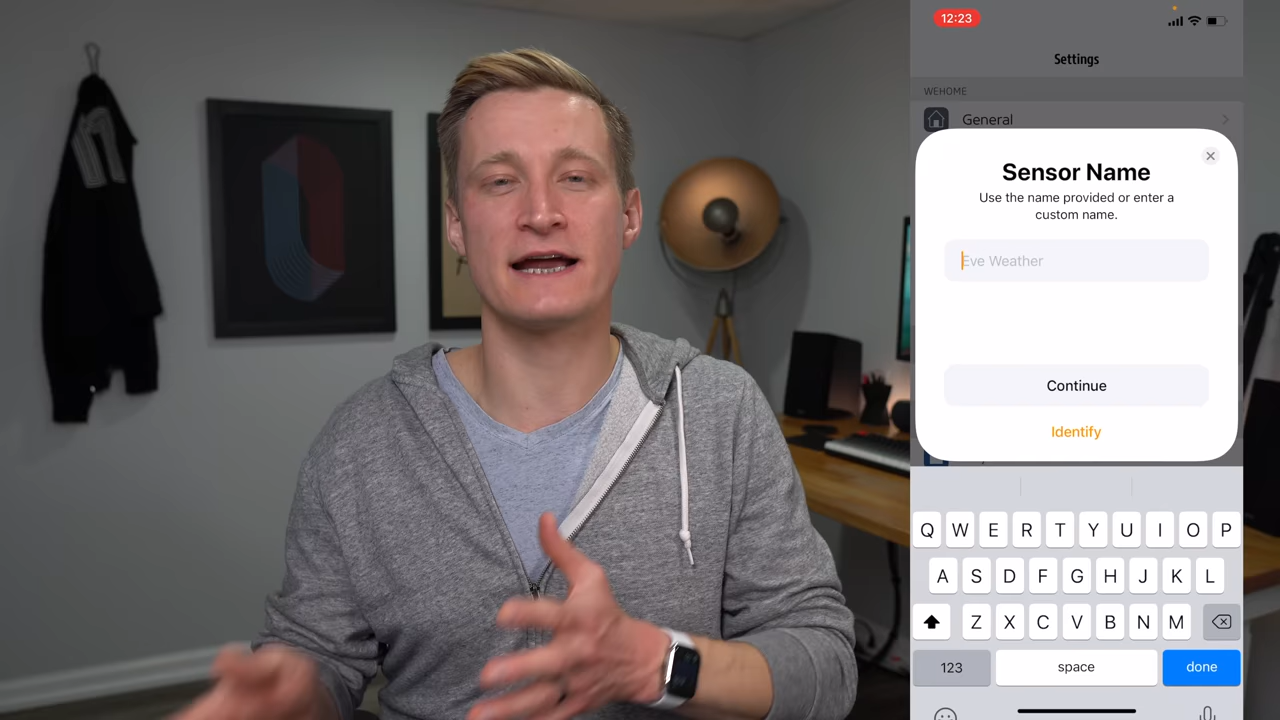 12:23
Settings
WEHOME
General
Sensor Name
Use the name provided or enter a
custom name.
Eve Weather
Continue
Identify
Q W E R T Y U I O P
A S D F G H J K L
Z X C V B N M
123 space done